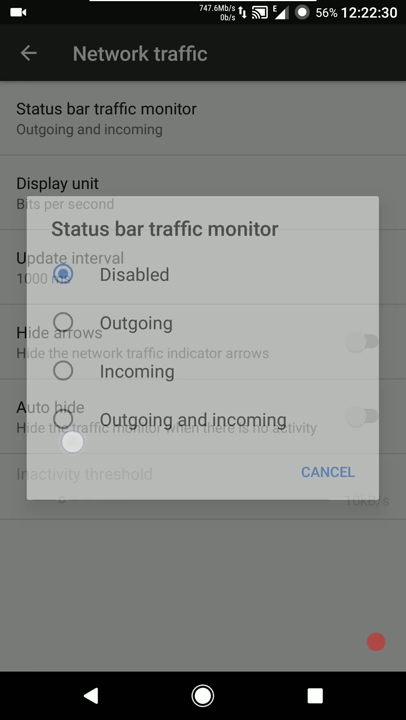 747.6Mb/s
0b/s
E
56% 12:22:30
Network traffic
Status bar traffic monitor
Outgoing and incoming
Display unit
Bits per second
Status bar traffic monitor
Update interval
1000 ms
Disabled
Outgoing
Hide arrows
Hide the network traffic indicator arrows
Incoming
Auto hide
Outgoing and incoming
Hide the traffic monitor when there is no activity
Inactivity threshold
CANCEL
0
10kB/s